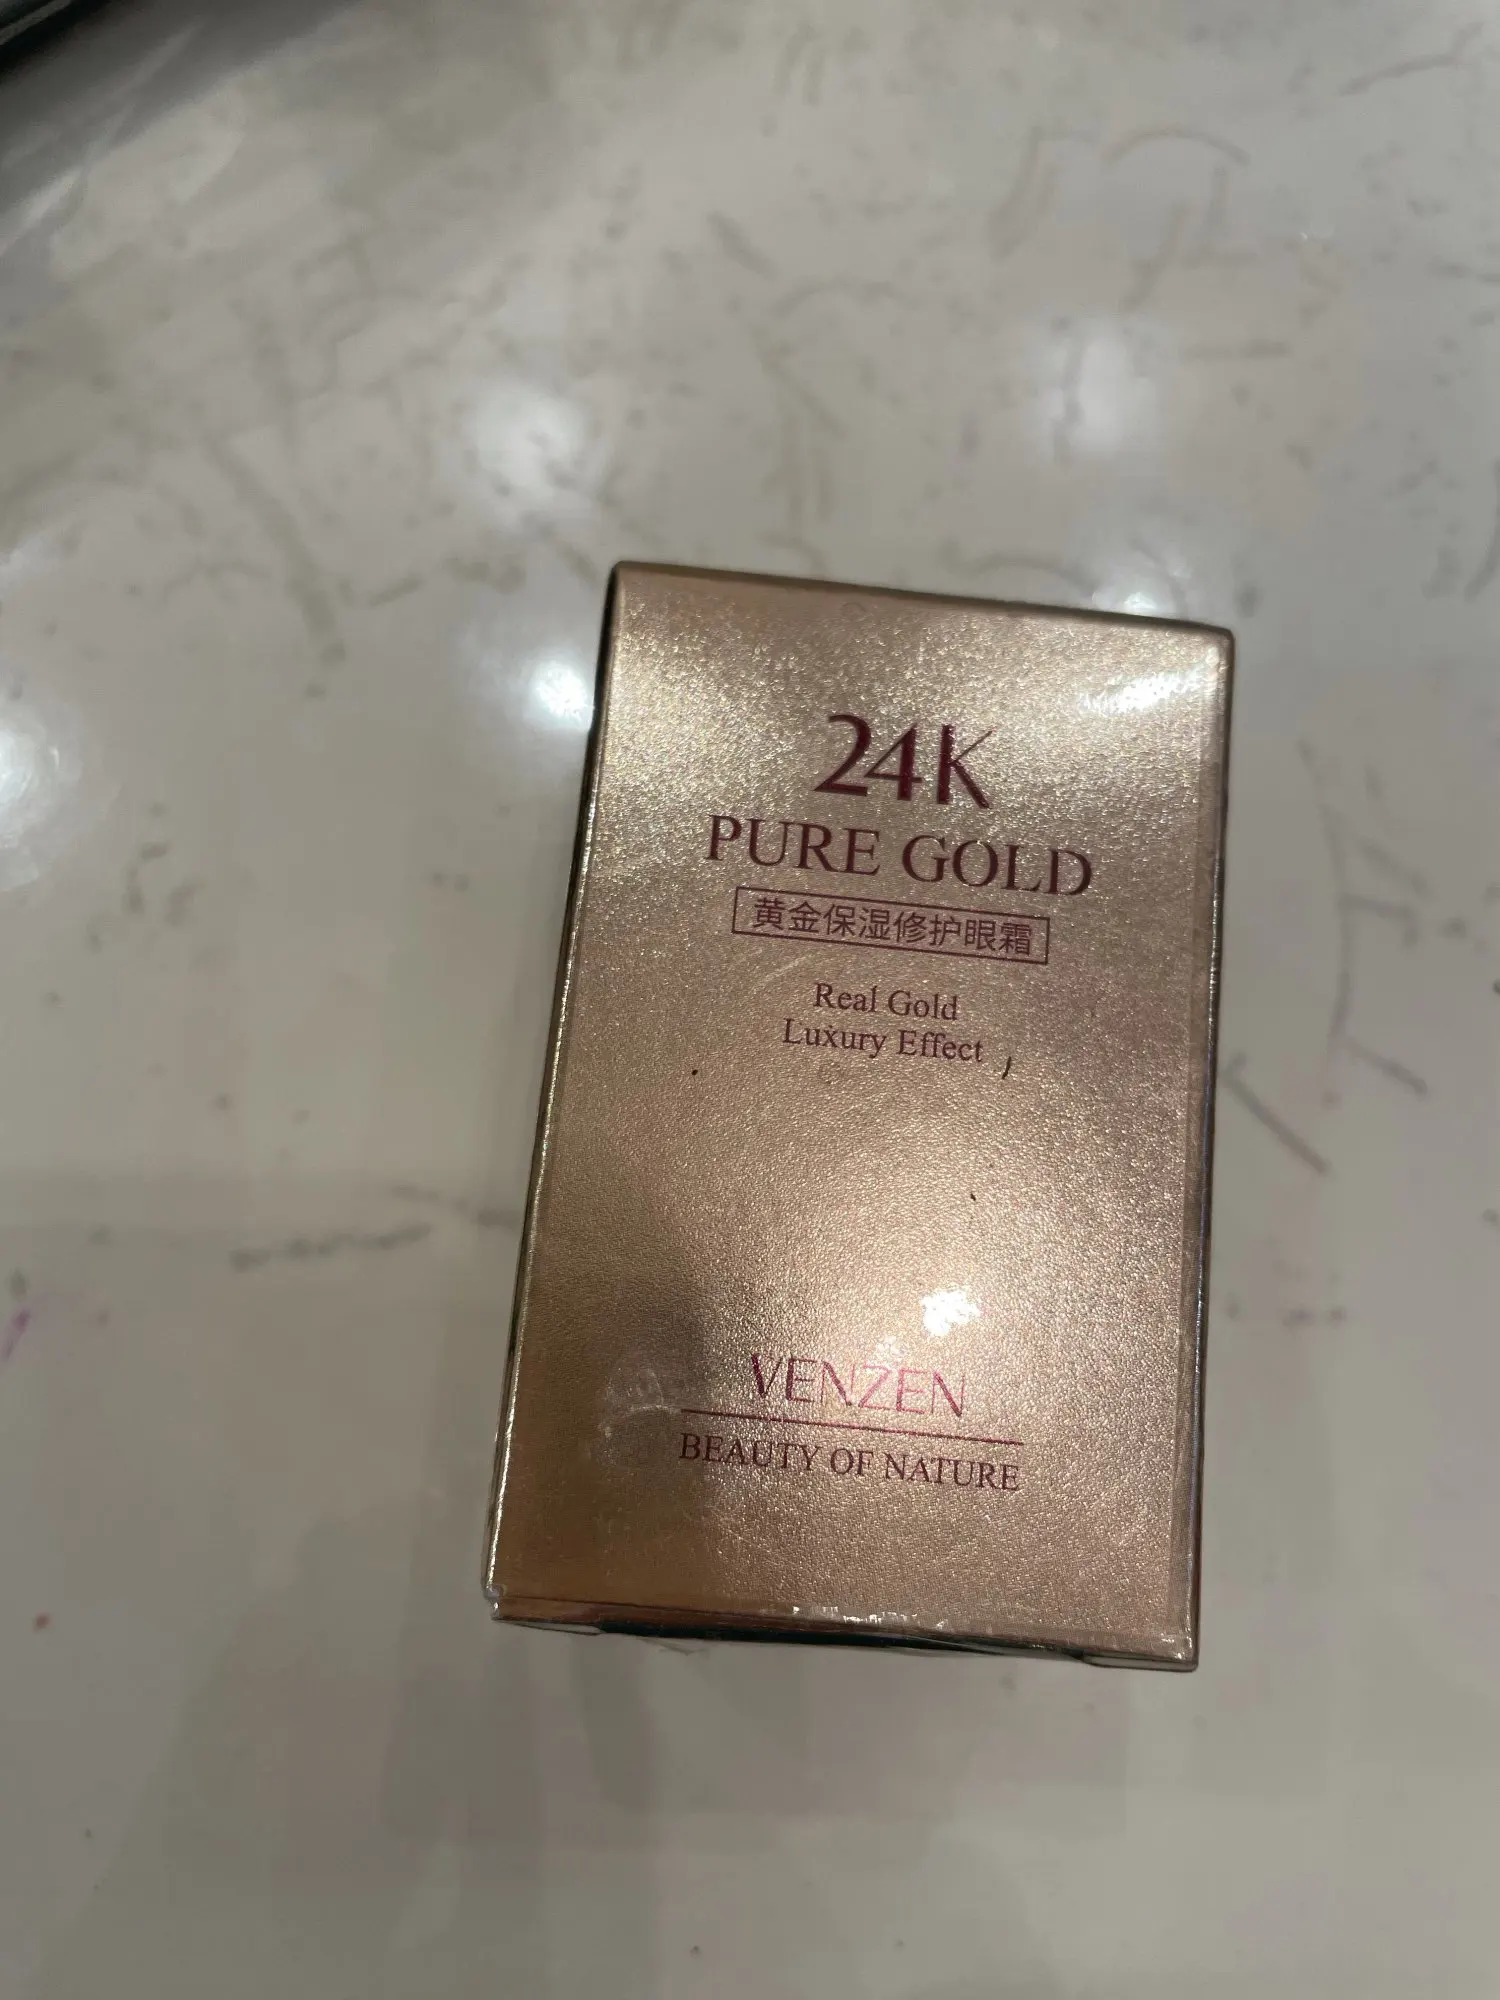 24K
PURE GOLD
黄金保湿修护眼霜
Real Gold
Luxury Effect
VENZEN
BEAUTY OF NATURE